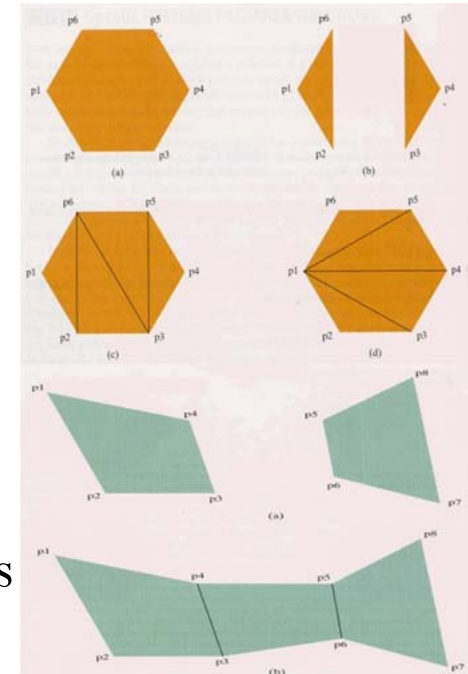 p6 p5 p6 p5
p1 p4 p1 p4
p2 p3 p2 p3
(a) (b)
p6 p5 p6 p5
p1 p4 p1 p4
p2 p3 p2 p3
(c) (d)
p1 p8
p4 p5
p6
p2 p3 p7
(a)
S
p1 p8
p4 p5
p6
p2 p3 p7
(b)